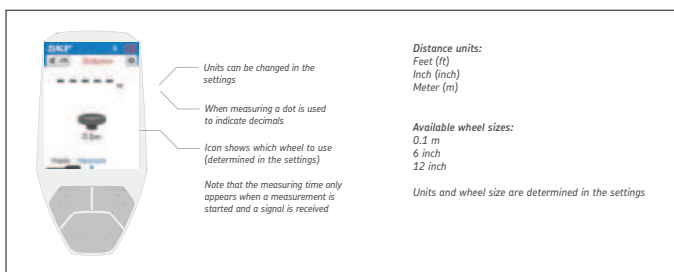 SKF
Distance
Units can be changed in the
settings
When measuring a dot is used
to indicate decimals
0.1m
Icon shows which wheel to use
(determined in the settings)
Note that the measuring time only
appears when a measurement is
started and a signal is received
Distance units:
Feet (ft)
Inch (inch)
Meter (m)
Available wheel sizes:
0.1 m
6 inch
12 inch
Units and wheel size are determined in the settings